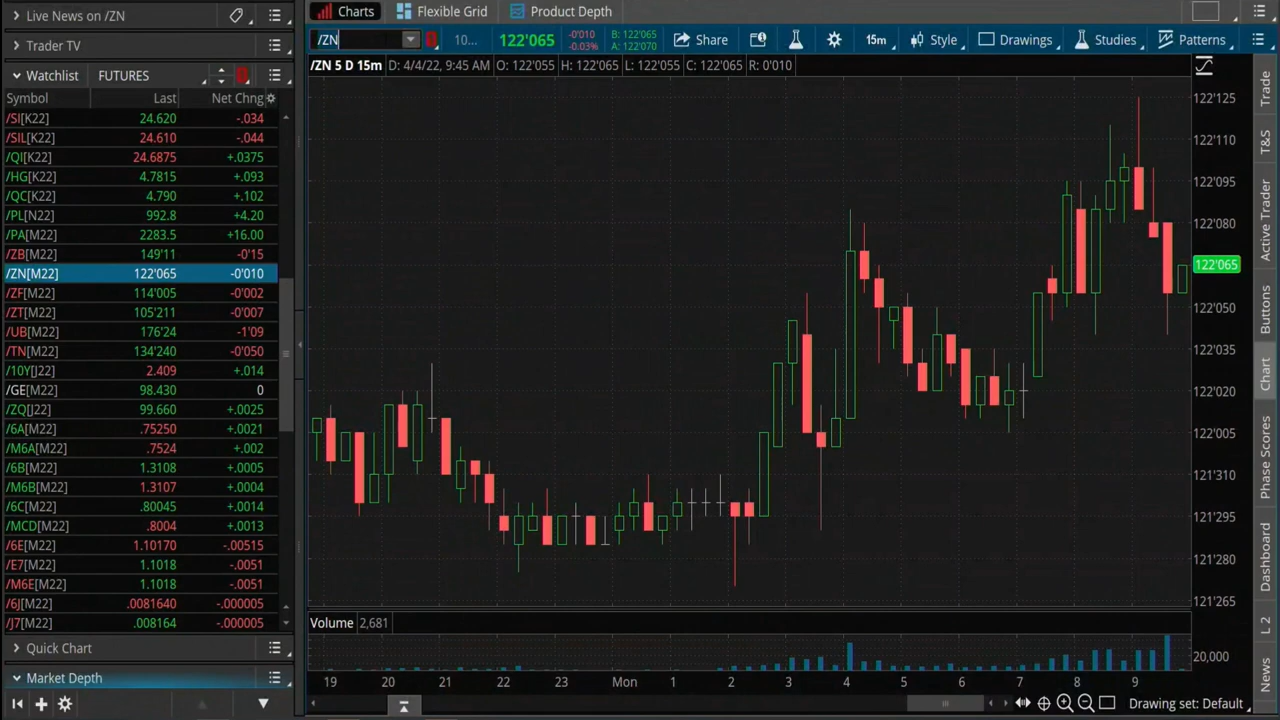 Live News on /ZN
Charts Flexible Grid Product Depth
Trader TV
/ZN 10... 122'065 -0'010 -0.03% B: 122'065 A: 122'070 Share 15m Style Drawings Studies Patterns
/ZN 5 D 15m D: 4/4/22, 9:45 AM O: 122'055 H: 122'065 L: 122'055 C: 122'065 R: 0'010
Watchlist FUTURES
Symbol Last Net Chng
/SI[K22] 24.620 -.034
/SIL[K22] 24.610 -.044
/QI[K22] 24.6875 +.0375
/HG[K22] 4.7815 +.093
/QC[K22] 4.790 +.102
/PL[N22] 992.8 +4.20
/PA[M22] 2283.5 +16.00
/ZB[M22] 149'11 -0'15
/ZN[M22] 122'065 -0'010
/ZF[M22] 114'005 -0'002
/ZT[M22] 105'211 -0'007
/UB[M22] 176'24 -1'09
/TN[M22] 134'240 -0'050
/10Y[J22] 2.409 +.014
/GE[M22] 98.430 0
/ZQ[J22] 99.660 +.0025
/6A[M22] .75250 +.0021
/M6A[M22] .7524 +.002
/6B[M22] 1.3108 +.0005
/M6B[M22] 1.3107 +.0004
/6C[M22] .80045 +.0014
/MCD[M22] .8004 +.0013
/6E[M22] 1.10170 -.00515
/E7[M22] 1.1018 -.0051
/M6E[M22] 1.1018 -.0051
/6J[M22] .0081640 -.000005
/J7[M22] .008164 -.000005
Quick Chart
Market Depth
122'125
122'110
122'095
122'080
122'065
122'050
122'035
122'020
122'005
121'310
121'295
121'280
121'265
Volume 2,681
20,000
19 20 21 22 23 Mon 1 2 3 4 5 6 7 8 9
Drawing set: Default
Trade
T&S
Active Trader
Buttons
Chart
Phase Scores
Dashboard
L 2
News